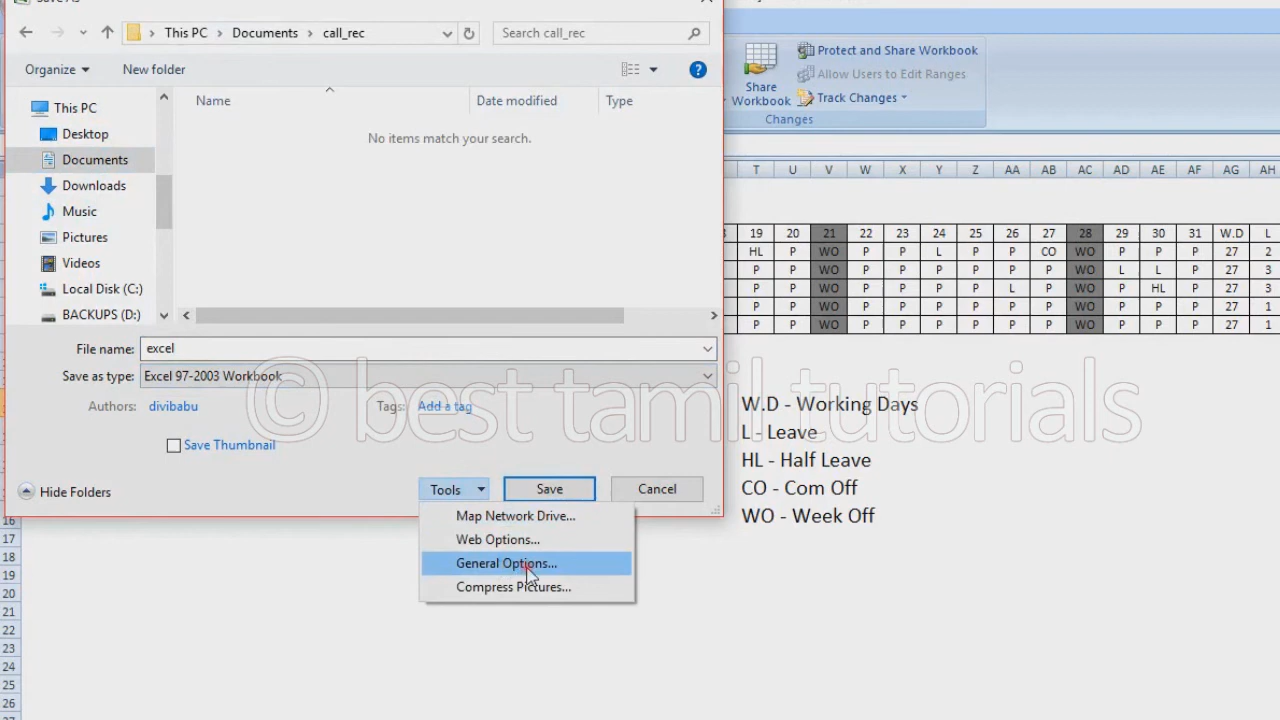 This PC > Documents > call_rec
Search call_rec
Organize
New folder
This PC
Desktop
Documents
Downloads
Music
Pictures
Videos
Local Disk (C:)
BACKUPS (D:)
Name
Date modified
Type
No items match your search.
File name: excel
Save as type: Excel 97-2003 Workbook
Authors: divibabu
Tags: Add a tag
Save Thumbnail
Hide Folders
Tools
Save
Cancel
Map Network Drive...
Web Options...
General Options...
Compress Pictures...
Share Workbook
Protect and Share Workbook
Allow Users to Edit Ranges
Track Changes
Changes
T U V W X Y Z AA AB AC AD AE AF AG AH
19 20 21 22 23 24 25 26 27 28 29 30 31 W.D L
HL P WO P P L P P CO WO P P P 27 2
P P WO P P P P P P WO L L P 27 3
P P WO P P P P L P WO P HL P 27 3
P P WO P P P P P P WO P P P 27 1
P P WO P P P P P P WO P P P 27 1
W.D - Working Days
L - Leave
HL - Half Leave
CO - Com Off
WO - Week Off
© best tamil tutorials
16
17
18
19
20
21
22
23
24
25
26